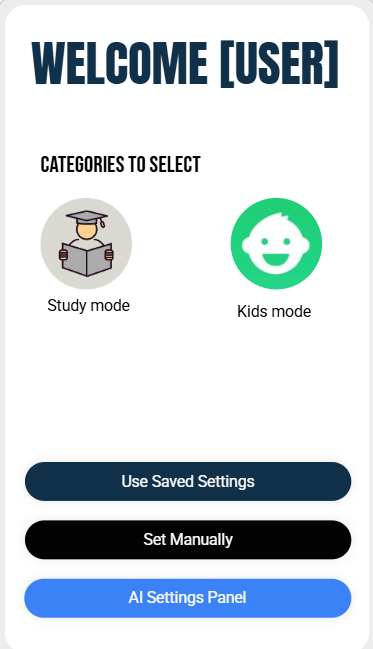 WELCOME [USER]
CATEGORIES TO SELECT
Study mode
Kids mode
Use Saved Settings
Set Manually
AI Settings Panel